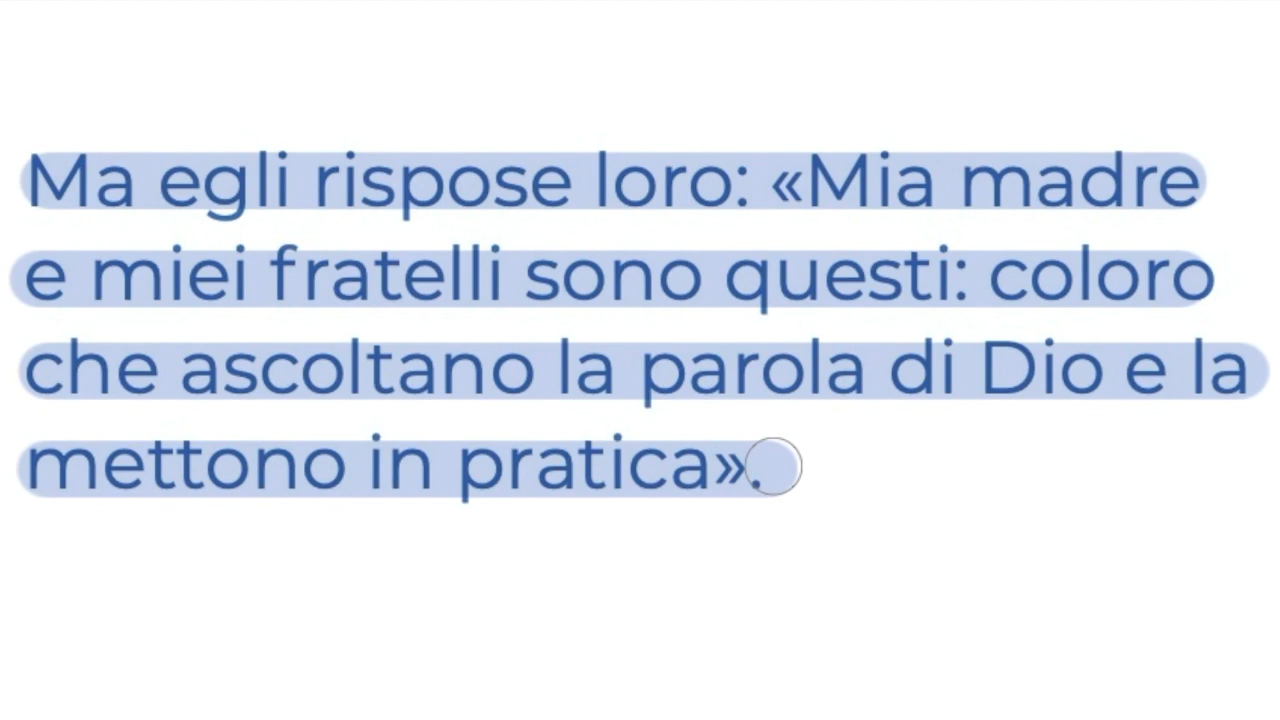 Ma egli rispose loro: «Mia madre
e miei fratelli sono questi: coloro
che ascoltano la parola di Dio e la
mettono in pratica».